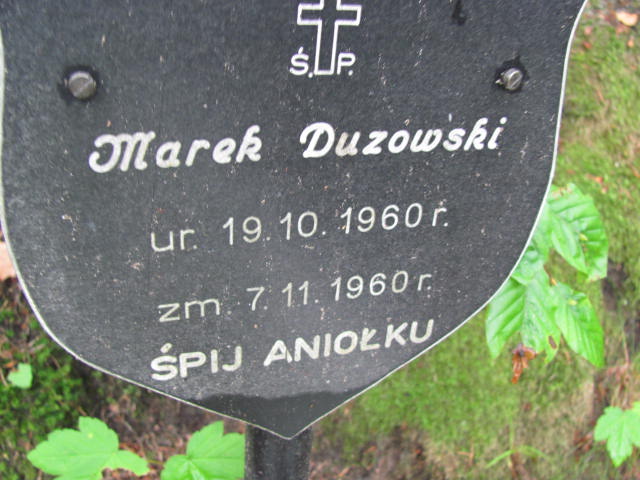 Ś. P.
Marek Duzowski
ur. 19.10.1960 r.
zm. 7.11.1960 r.
ŚPIJ ANIOŁKU